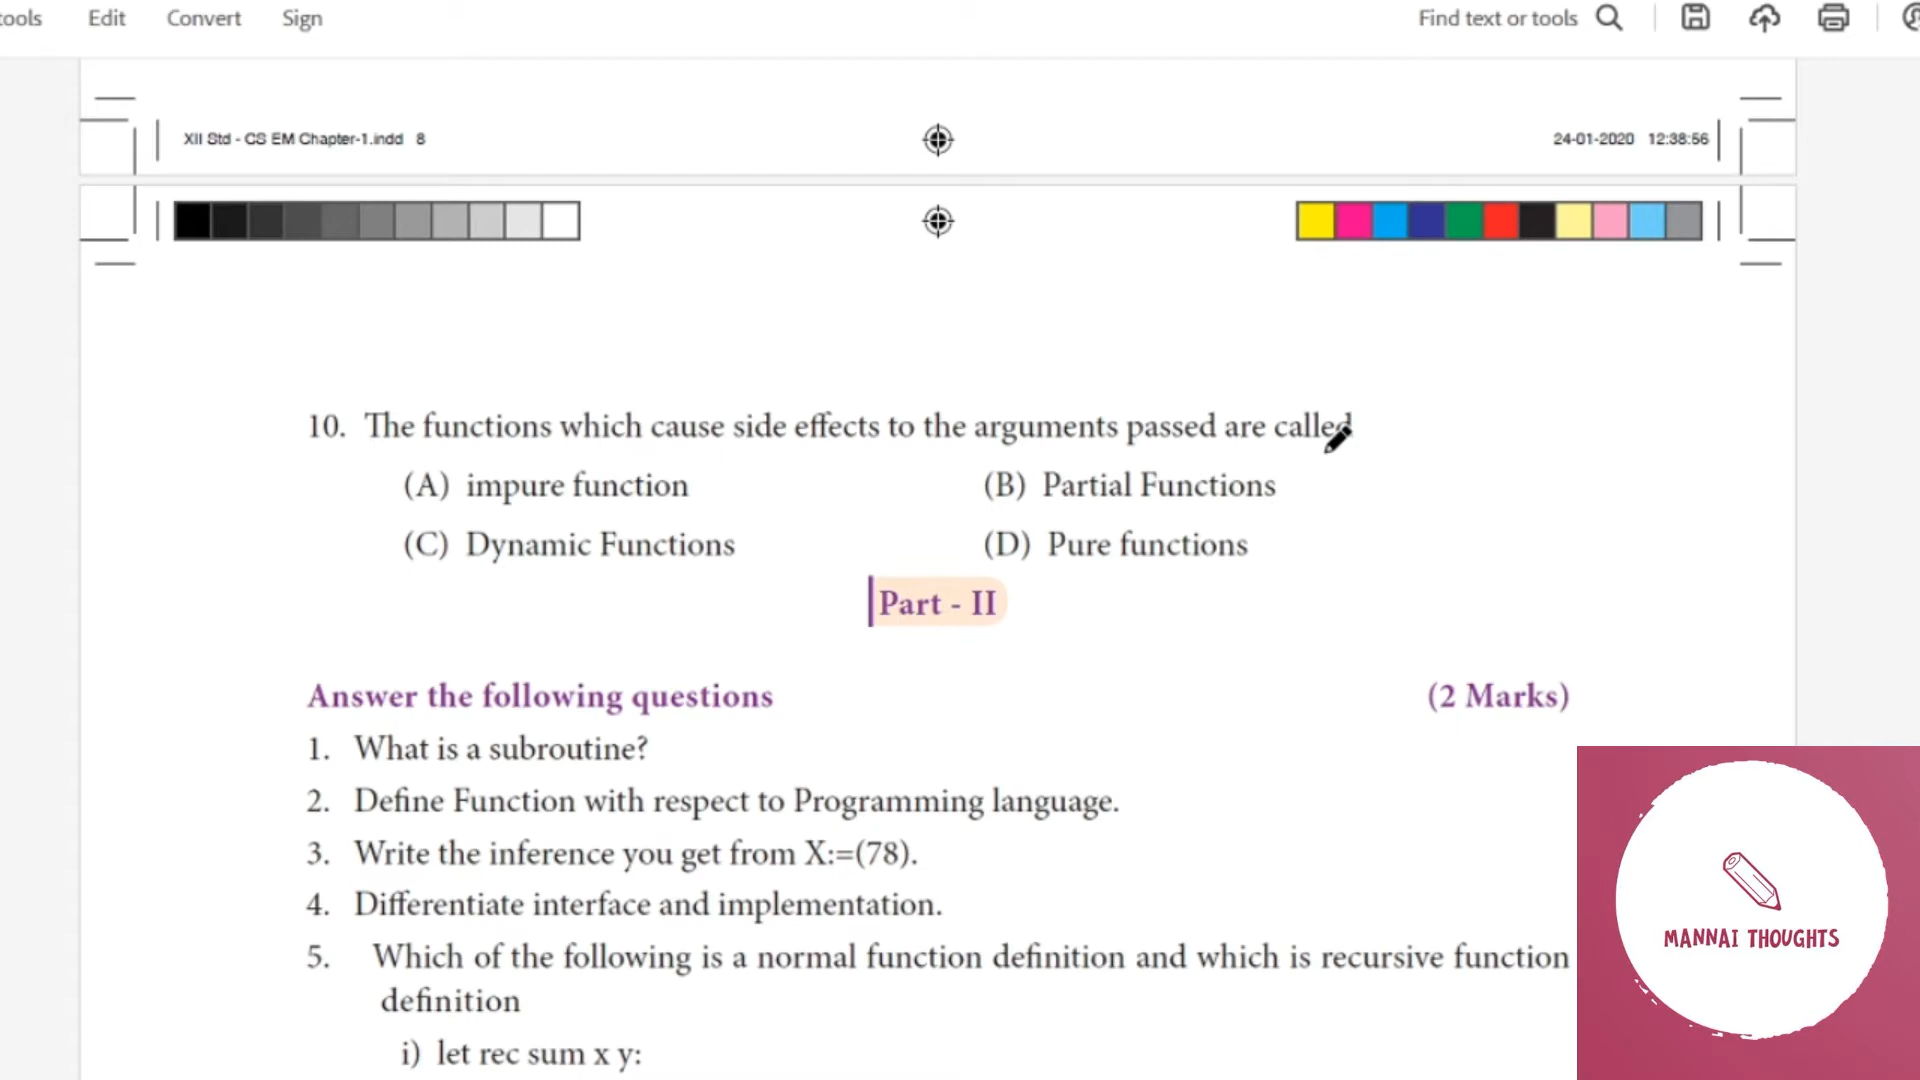 tools Edit Convert Sign Find text or tools
XII Std - CS EM Chapter-1.indd 8 24-01-2020 12:38:56
10. The functions which cause side effects to the arguments passed are called
(A) impure function (B) Partial Functions
(C) Dynamic Functions (D) Pure functions
Part - II
Answer the following questions (2 Marks)
1. What is a subroutine?
2. Define Function with respect to Programming language.
3. Write the inference you get from X:=(78).
4. Differentiate interface and implementation.
5. Which of the following is a normal function definition and which is recursive function
definition
i) let rec sum x y:
MANNAI THOUGHTS